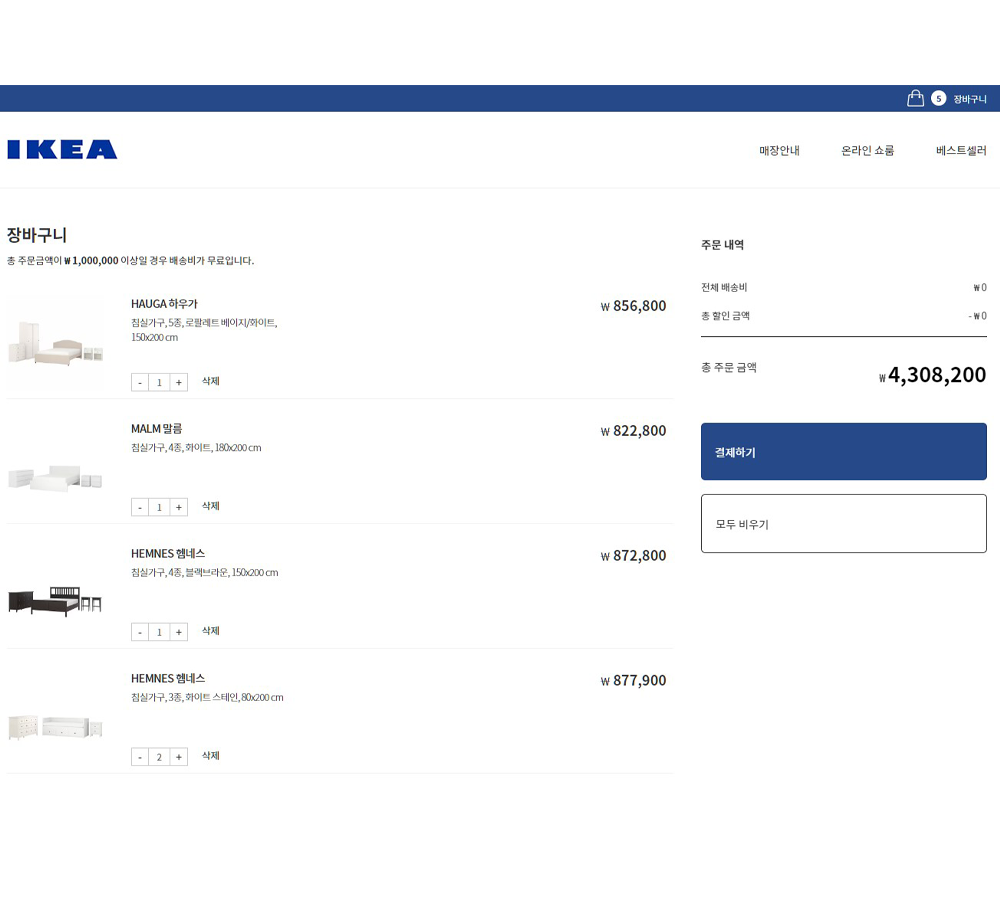 5 장바구니
IKEA
매장안내 온라인 쇼룸 베스트셀러
장바구니
총 주문금액이 ₩ 1,000,000 이상일 경우 배송비가 무료입니다.
HAUGA 하우가
₩ 856,800
침실가구, 5종, 로팔레트 베이지/화이트,
150x200 cm
- 1 + 삭제
MALM 말름
₩ 822,800
침실가구, 4종, 화이트, 180x200 cm
- 1 + 삭제
HEMNES 헴네스
₩ 872,800
침실가구, 4종, 블랙브라운, 150x200 cm
- 1 + 삭제
HEMNES 헴네스
₩ 877,900
침실가구, 3종, 화이트 스테인, 80x200 cm
- 2 + 삭제
주문 내역
전체 배송비 ₩ 0
총 할인 금액 - ₩ 0
총 주문 금액 ₩ 4,308,200
결제하기
모두 비우기